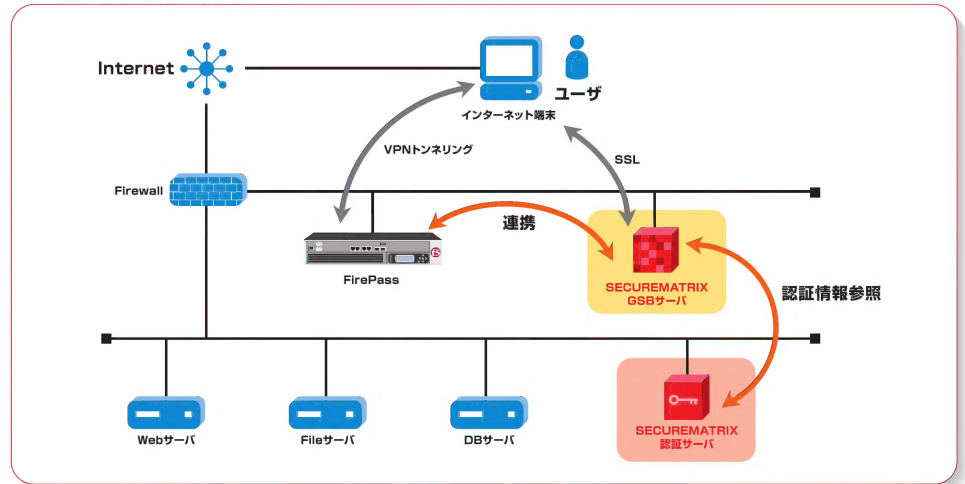 Internet
ユーザ
インターネット端末
VPNトンネリング
SSL
Firewall
連携
f5
FirePass
SECUREMATRIX
GSBサーバ
認証情報参照
Webサーバ
Fileサーバ
DBサーバ
SECUREMATRIX
認証サーバ